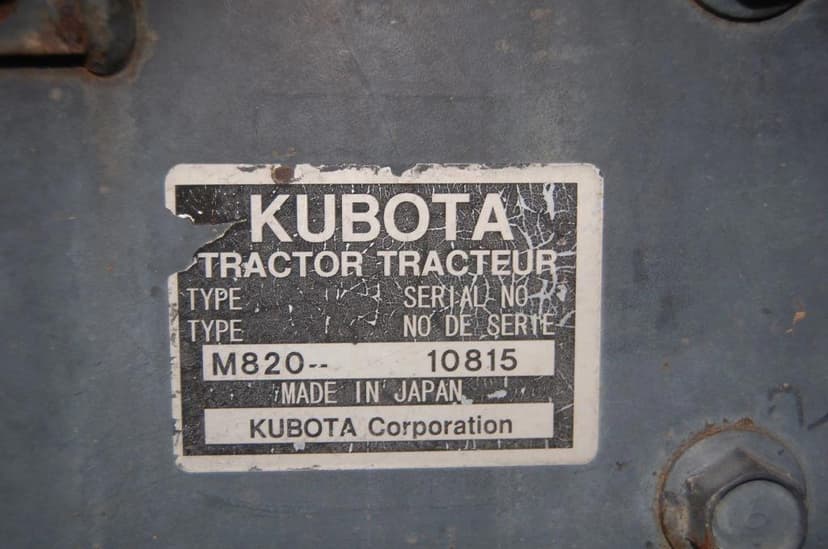 KUBOTA
TRACTOR TRACTEUR
TYPE SERIAL NO
TYPE NO DE SERIE
M820-- 10815
MADE IN JAPAN
KUBOTA Corporation